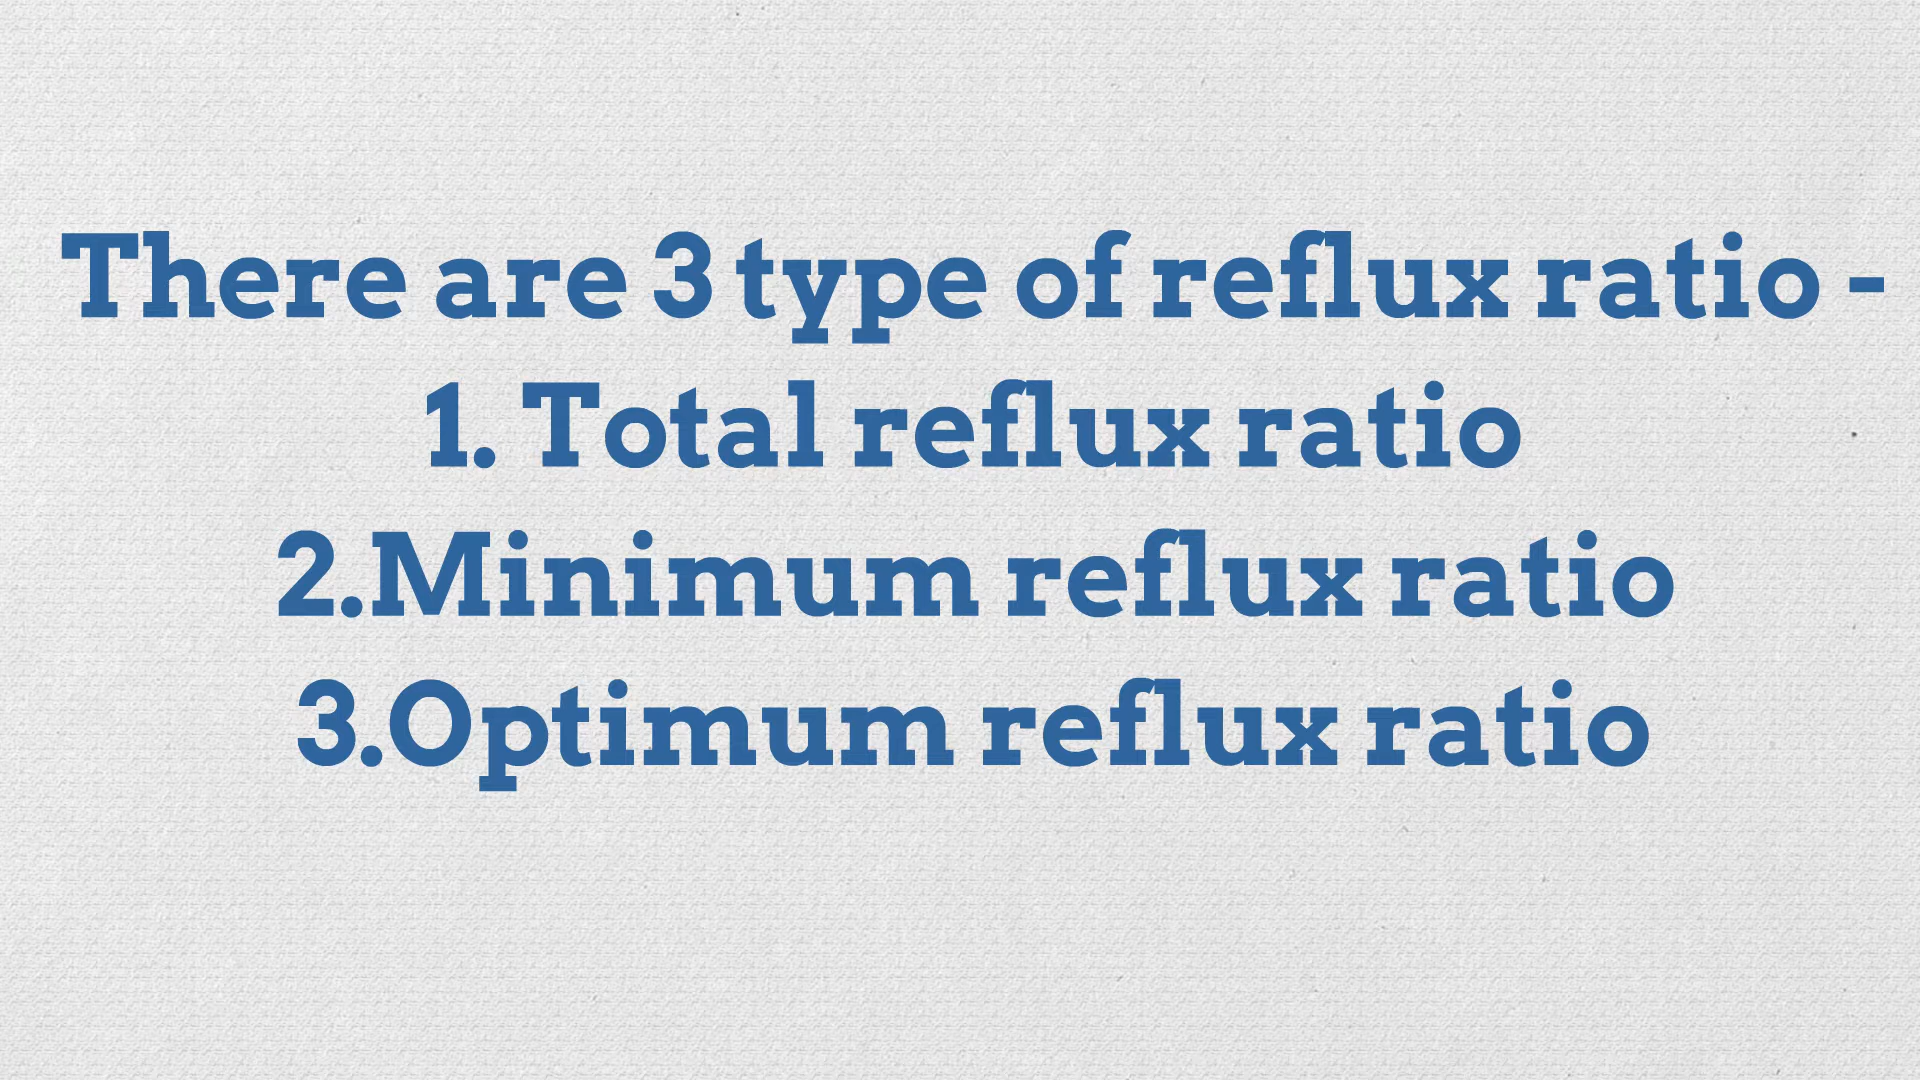 There are 3 type of reflux ratio -
1. Total reflux ratio
2.Minimum reflux ratio
3.Optimum reflux ratio